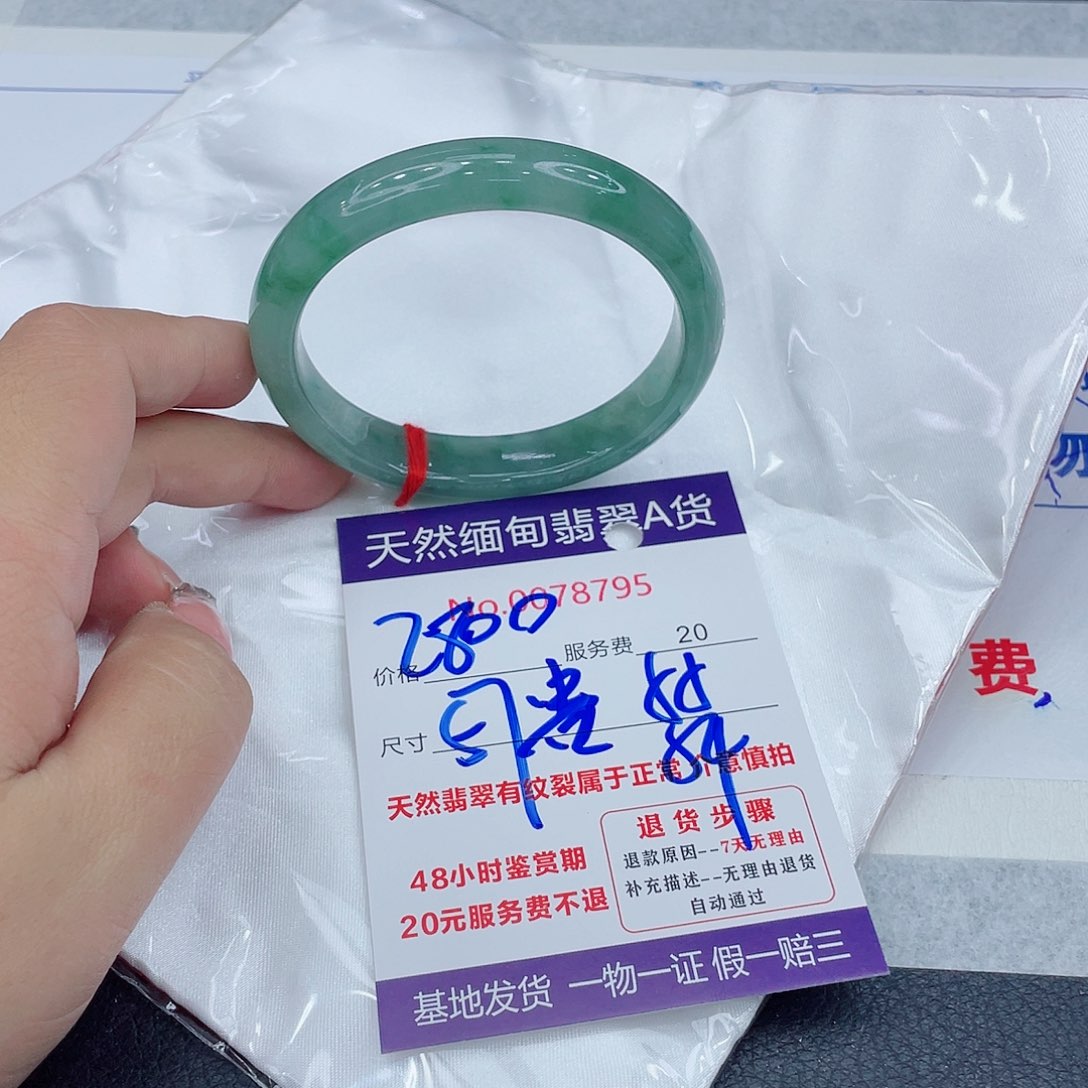 天然缅甸翡翠A货
No.0078795
2800
价格 服务费 20
尺寸
天然翡翠有纹裂属于正常 介意慎拍
退货步骤
退款原因--7天无理由
补充描述--无理由退货
自动通过
48小时鉴赏期
20元服务费不退
基地发货 一物一证 假一赔三
费